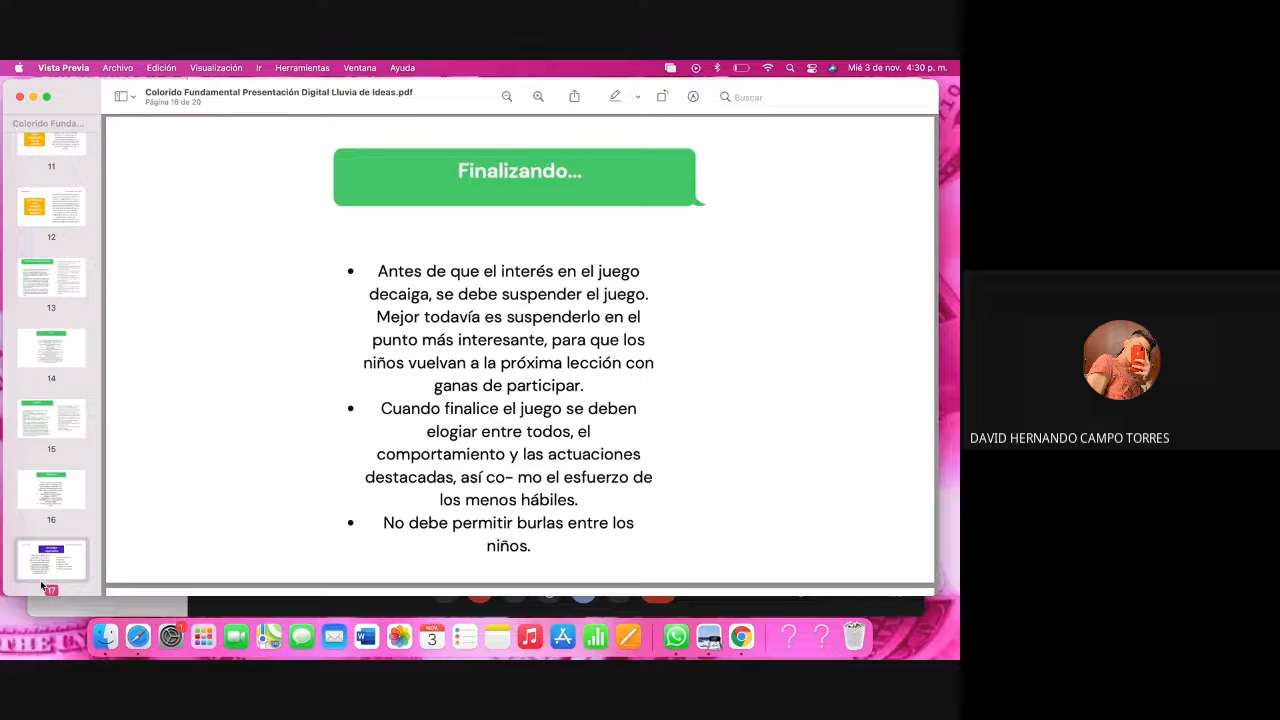 Vista Previa Archivo Edición Visualización Ir Herramientas Ventana Ayuda
Mié 3 de nov. 4:30 p. m.
Colorido Fundamental Presentación Digital Lluvia de Ideas.pdf
Página 16 de 20
Buscar
Colorido Funda...
11
12
13
14
15
16
17
Finalizando...
• Antes de que el interés en el juego
decaiga, se debe suspender el juego.
Mejor todavía es suspenderlo en el
punto más interesante, para que los
niños vuelvan a la próxima lección con
ganas de participar.
• Cuando finalice el juego se deben
elogiar entre todos, el
comportamiento y las actuaciones
destacadas, así co- mo el esfuerzo de
los menos hábiles.
• No debe permitir burlas entre los
niños.
NOV.
3
DAVID HERNANDO CAMPO TORRES